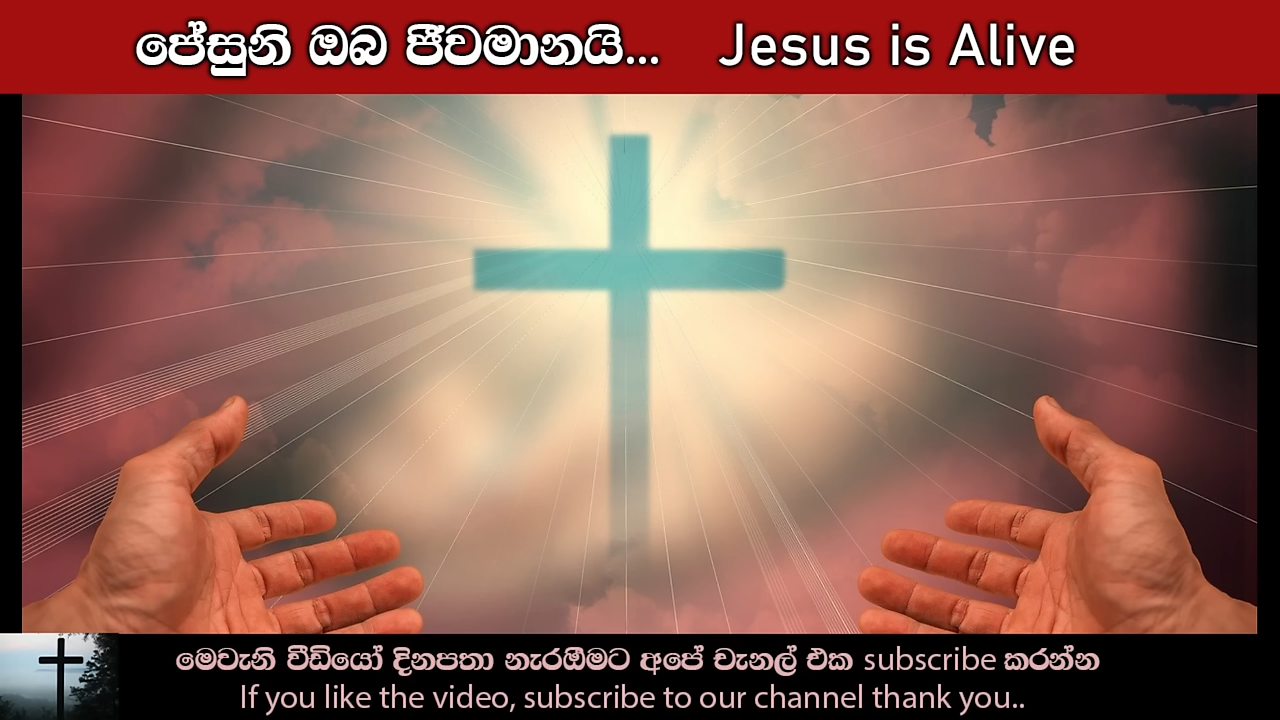 ජේසුනි ඔබ ජීවමානයි... Jesus is Alive
මෙවැනි වීඩියෝ දිනපතා නැරඹීමට අපේ චැනල් එක subscribe කරන්න
If you like the video, subscribe to our channel thank you..